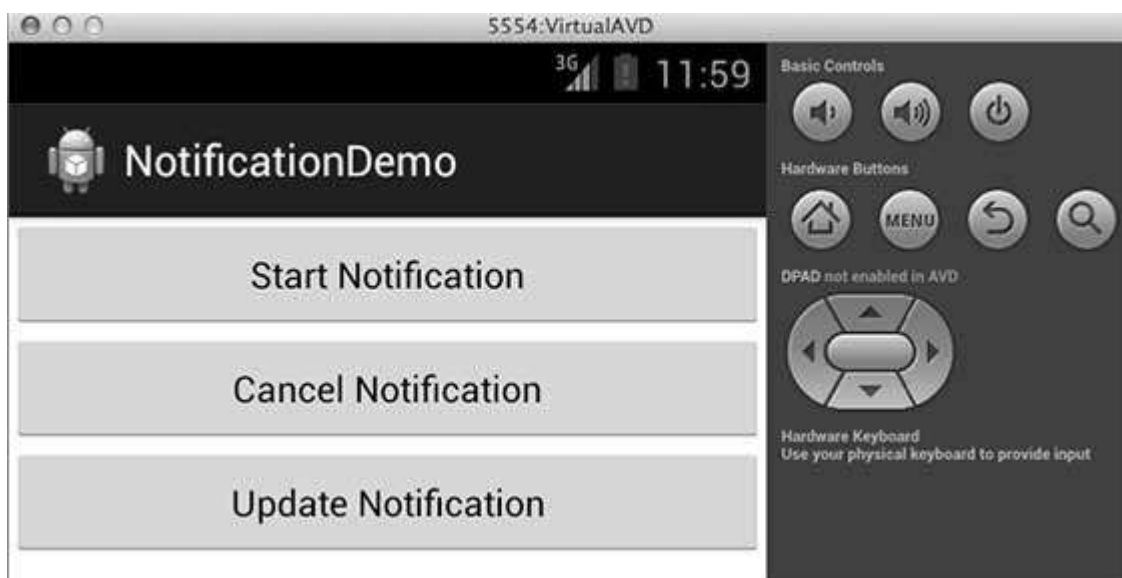 5554:VirtualAVD
3G
11:59
NotificationDemo
Start Notification
Cancel Notification
Update Notification
Basic Controls
Hardware Buttons
MENU
DPAD not enabled in AVD
Hardware Keyboard
Use your physical keyboard to provide input